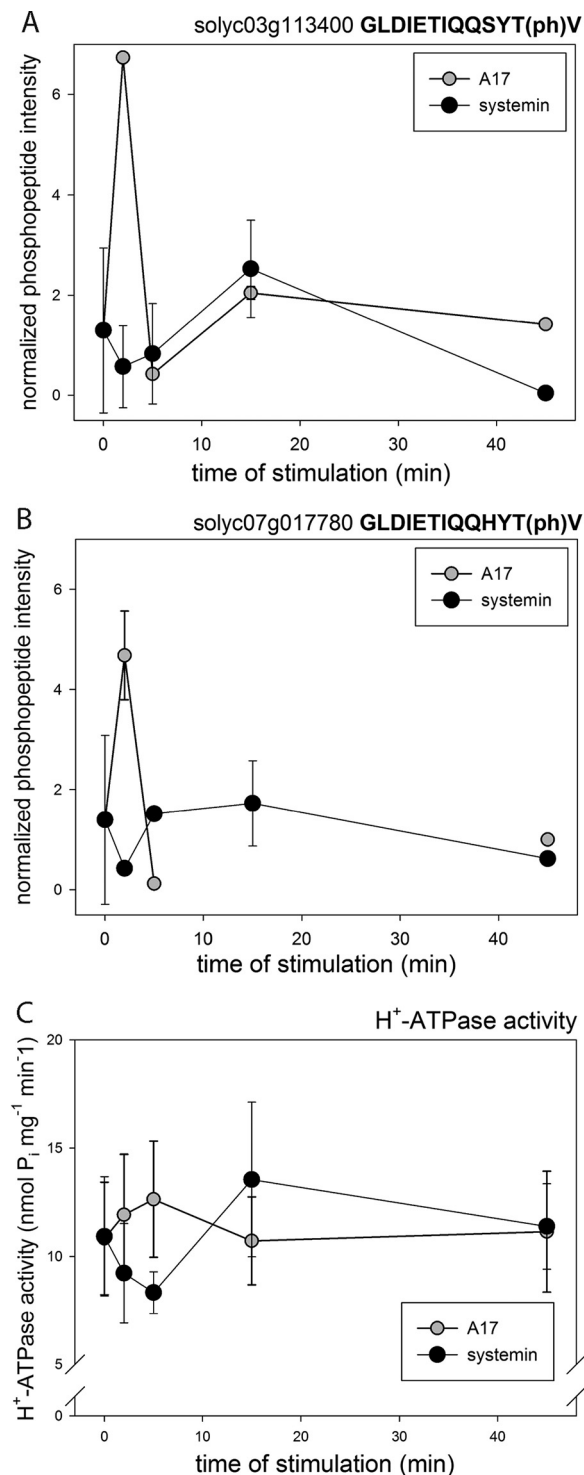 A
solyc03g113400 GLDIETIQQSYT(ph)V
normalized phosphopeptide intensity
6
4
2
0
A17
systemin
0 10 20 30 40
time of stimulation (min)
B
solyc07g017780 GLDIETIQQHYT(ph)V
normalized phosphopeptide intensity
6
4
2
0
A17
systemin
0 10 20 30 40
time of stimulation (min)
C
H+-ATPase activity
H+-ATPase activity (nmol Pi mg-1 min-1)
20
15
10
5
0
A17
systemin
0 10 20 30 40
time of stimulation (min)